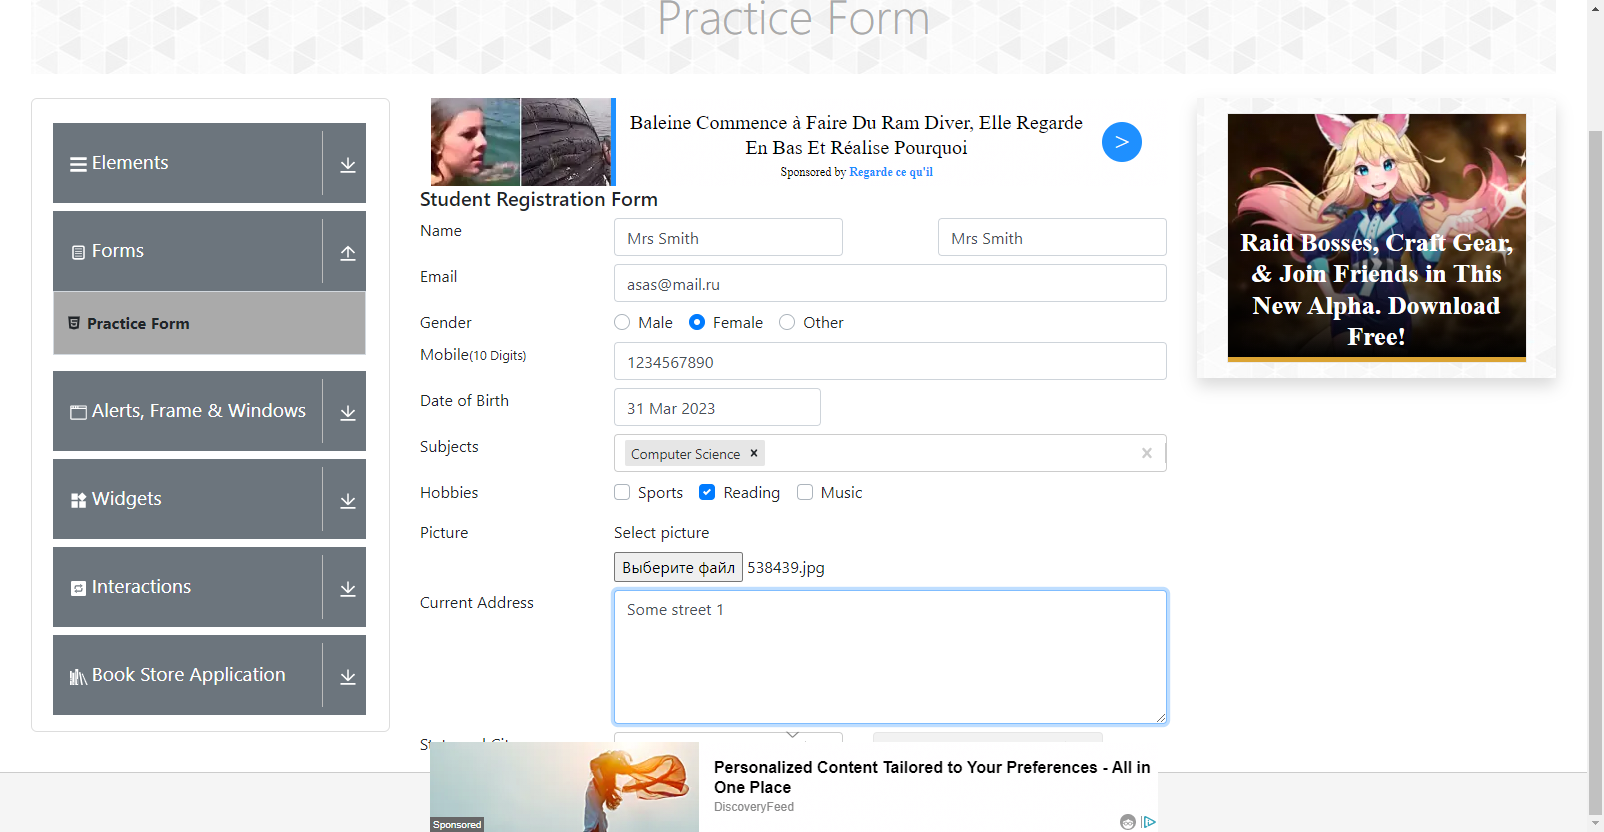 Practice Form
Elements
Forms
Practice Form
Alerts, Frame & Windows
Widgets
Interactions
Book Store Application
Baleine Commence à Faire Du Ram Diver, Elle Regarde
En Bas Et Réalise Pourquoi
Sponsored by Regarde ce qu'il
>
Student Registration Form
Name
Mrs Smith
Mrs Smith
Email
asas@mail.ru
Gender
Male
Female
Other
Mobile(10 Digits)
1234567890
Date of Birth
31 Mar 2023
Subjects
Computer Science ×
Hobbies
Sports
Reading
Music
Picture
Select picture
Выберите файл
538439.jpg
Current Address
Some street 1
Personalized Content Tailored to Your Preferences - All in
One Place
DiscoveryFeed
Sponsored
Raid Bosses, Craft Gear,
& Join Friends in This
New Alpha. Download
Free!